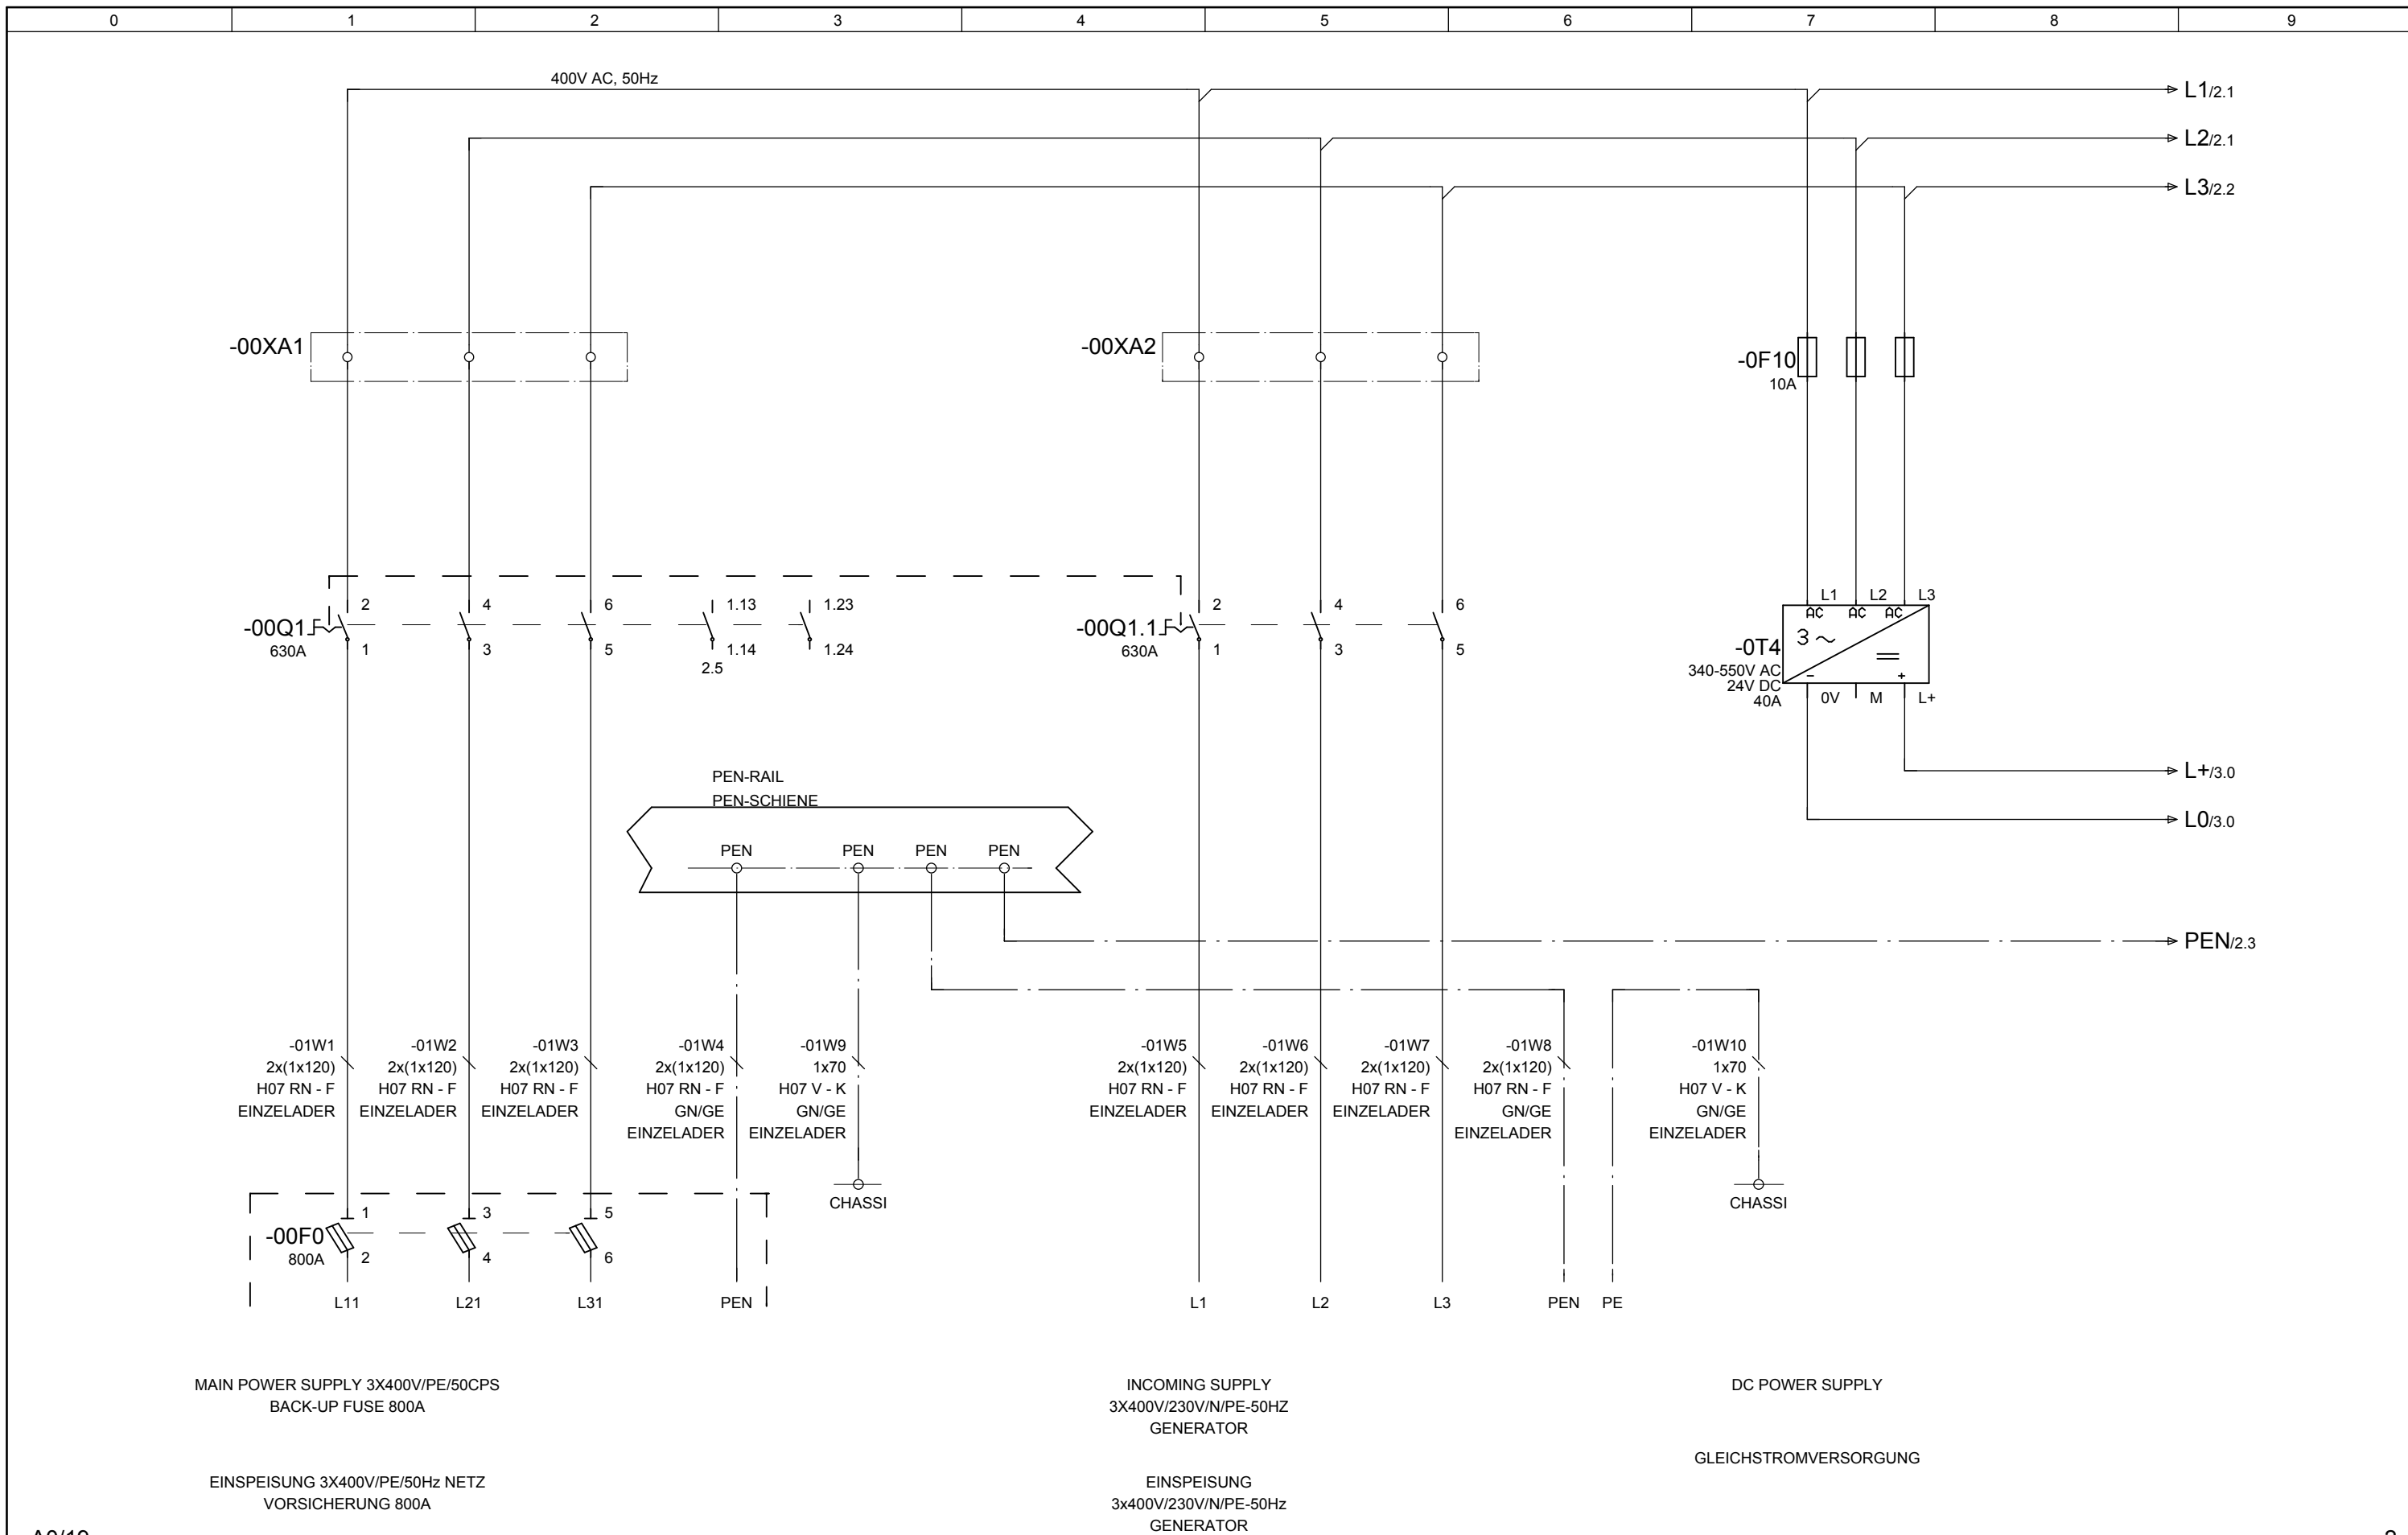 0 1 2 3 4 5 6 7 8 9
400V AC, 50Hz
L1/2.1
L2/2.1
L3/2.2
-00XA1
-00XA2
-0F10
10A
2 4 6 1.13 1.23
-00Q1
630A
1 3 5 1.14 1.24
2.5
2 4 6
-00Q1.1
630A
1 3 5
L1 L2 L3
AC AC AC
3
-0T4
340-550V AC
24V DC
40A
- +
0V M L+
L+/3.0
L0/3.0
PEN-RAIL
PEN-SCHIENE
PEN PEN PEN PEN
PEN/2.3
-01W1
2x(1x120)
H07 RN - F
EINZELADER
-01W2
2x(1x120)
H07 RN - F
EINZELADER
-01W3
2x(1x120)
H07 RN - F
EINZELADER
-01W4
2x(1x120)
H07 RN - F
GN/GE
EINZELADER
-01W9
1x70
H07 V - K
GN/GE
EINZELADER
-01W5
2x(1x120)
H07 RN - F
EINZELADER
-01W6
2x(1x120)
H07 RN - F
EINZELADER
-01W7
2x(1x120)
H07 RN - F
EINZELADER
-01W8
2x(1x120)
H07 RN - F
GN/GE
EINZELADER
-01W10
1x70
H07 V - K
GN/GE
EINZELADER
CHASSI
CHASSI
1 3 5
-00F0
800A
2 4 6
L11 L21 L31 PEN
L1 L2 L3 PEN PE
MAIN POWER SUPPLY 3X400V/PE/50CPS
BACK-UP FUSE 800A
EINSPEISUNG 3X400V/PE/50Hz NETZ
VORSICHERUNG 800A
INCOMING SUPPLY
3X400V/230V/N/PE-50HZ
GENERATOR
EINSPEISUNG
3x400V/230V/N/PE-50Hz
GENERATOR
DC POWER SUPPLY
GLEICHSTROMVERSORGUNG